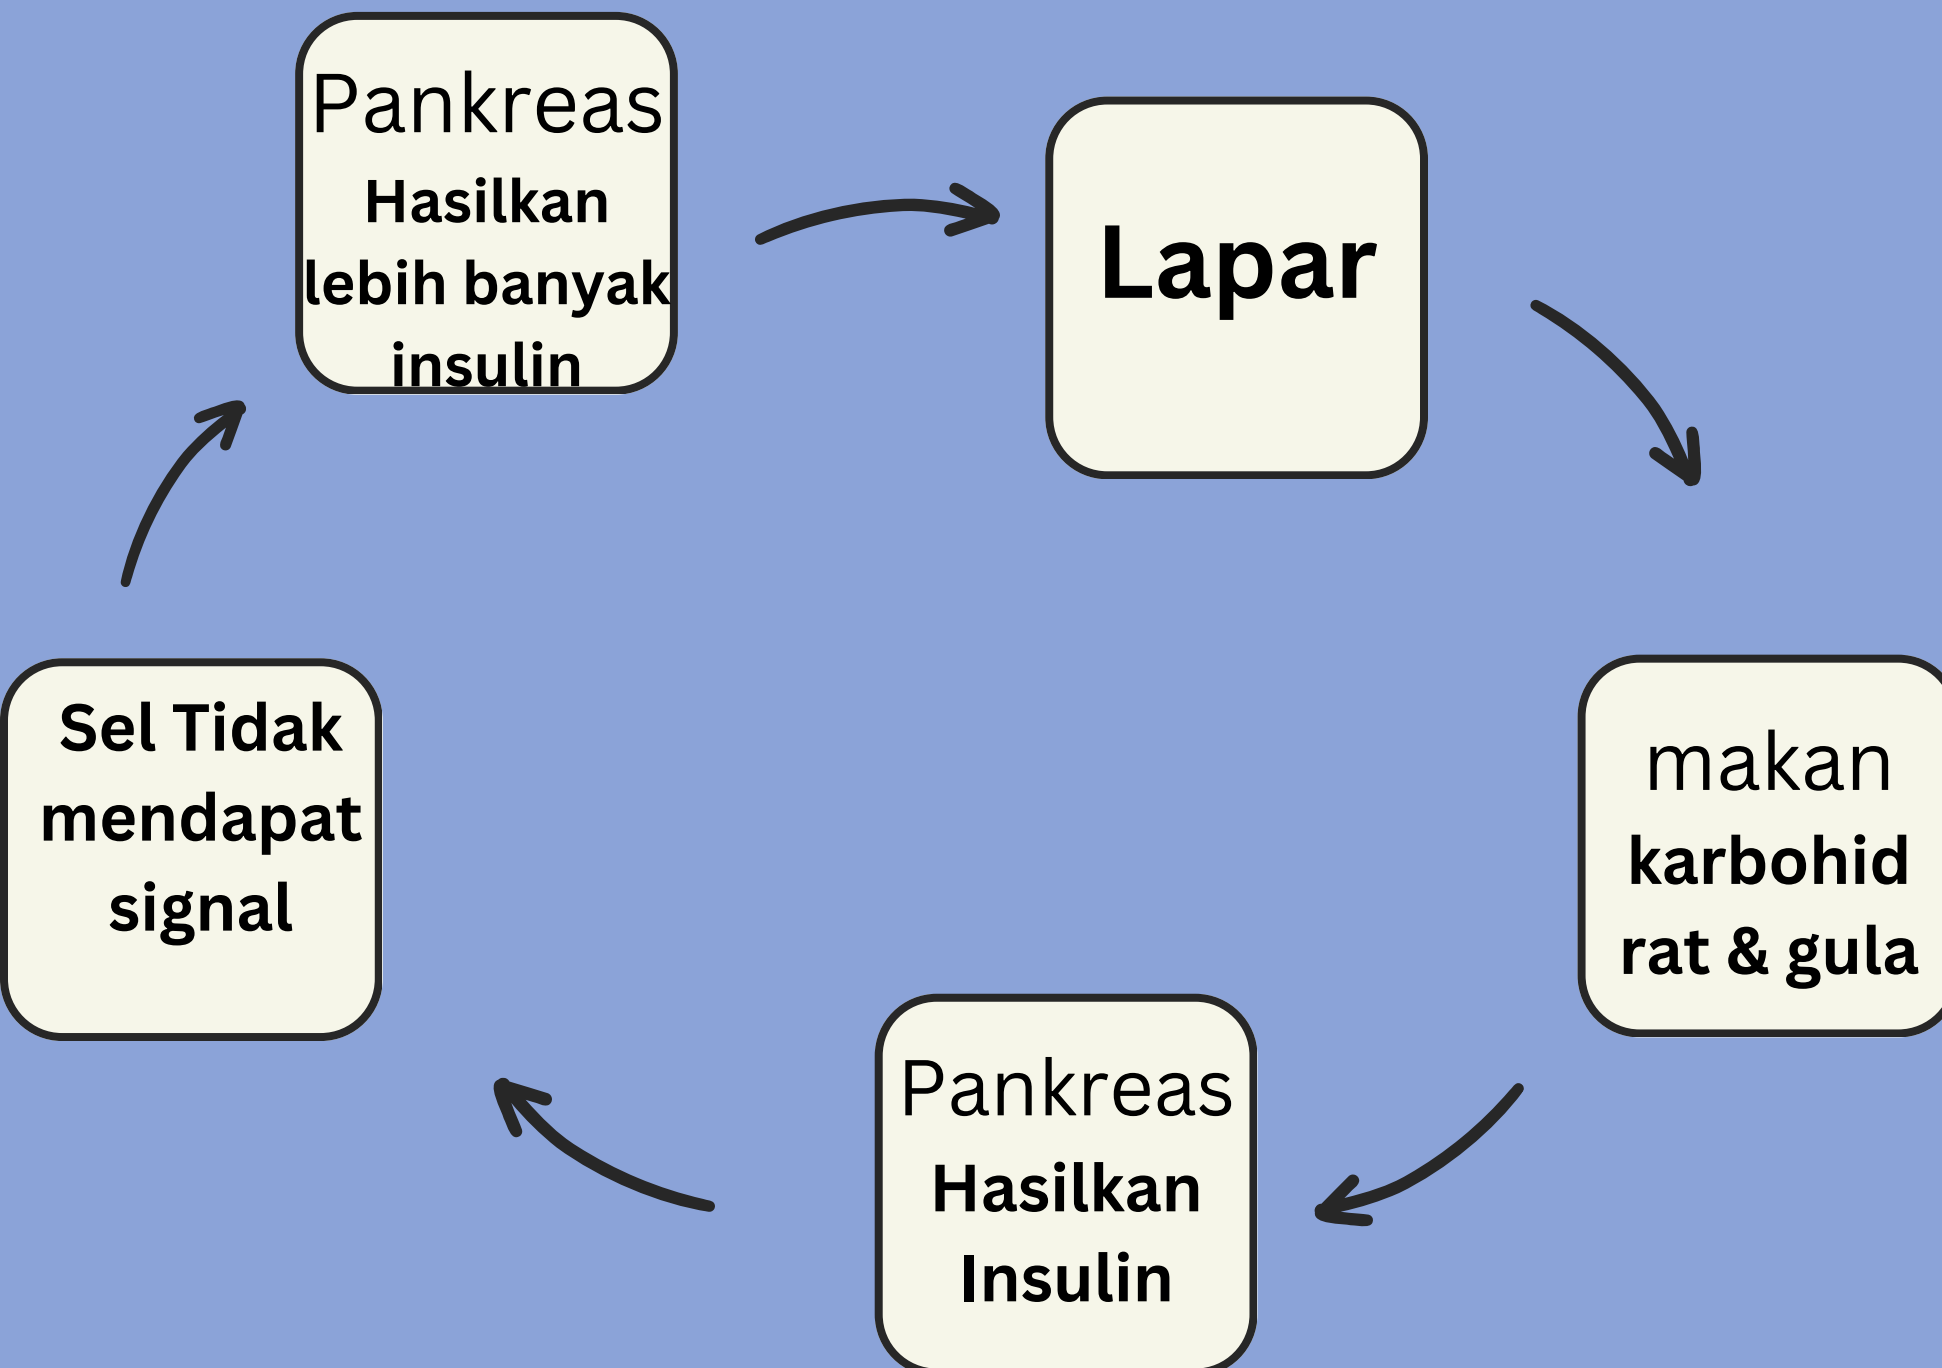 Pankreas
Hasilkan
lebih banyak
insulin
Lapar
makan
karbohid
rat & gula
Pankreas
Hasilkan
Insulin
Sel Tidak
mendapat
signal